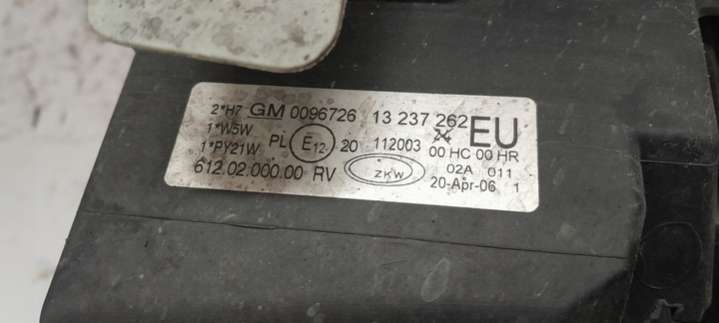 2*H7 GM 0096726 13 237 262 EU
1*W5W PL E12 20 112003 00 HC 00 HR
1*PY21W
612.02.000.00 RV ZKW 02A 011
20-Apr-06 1